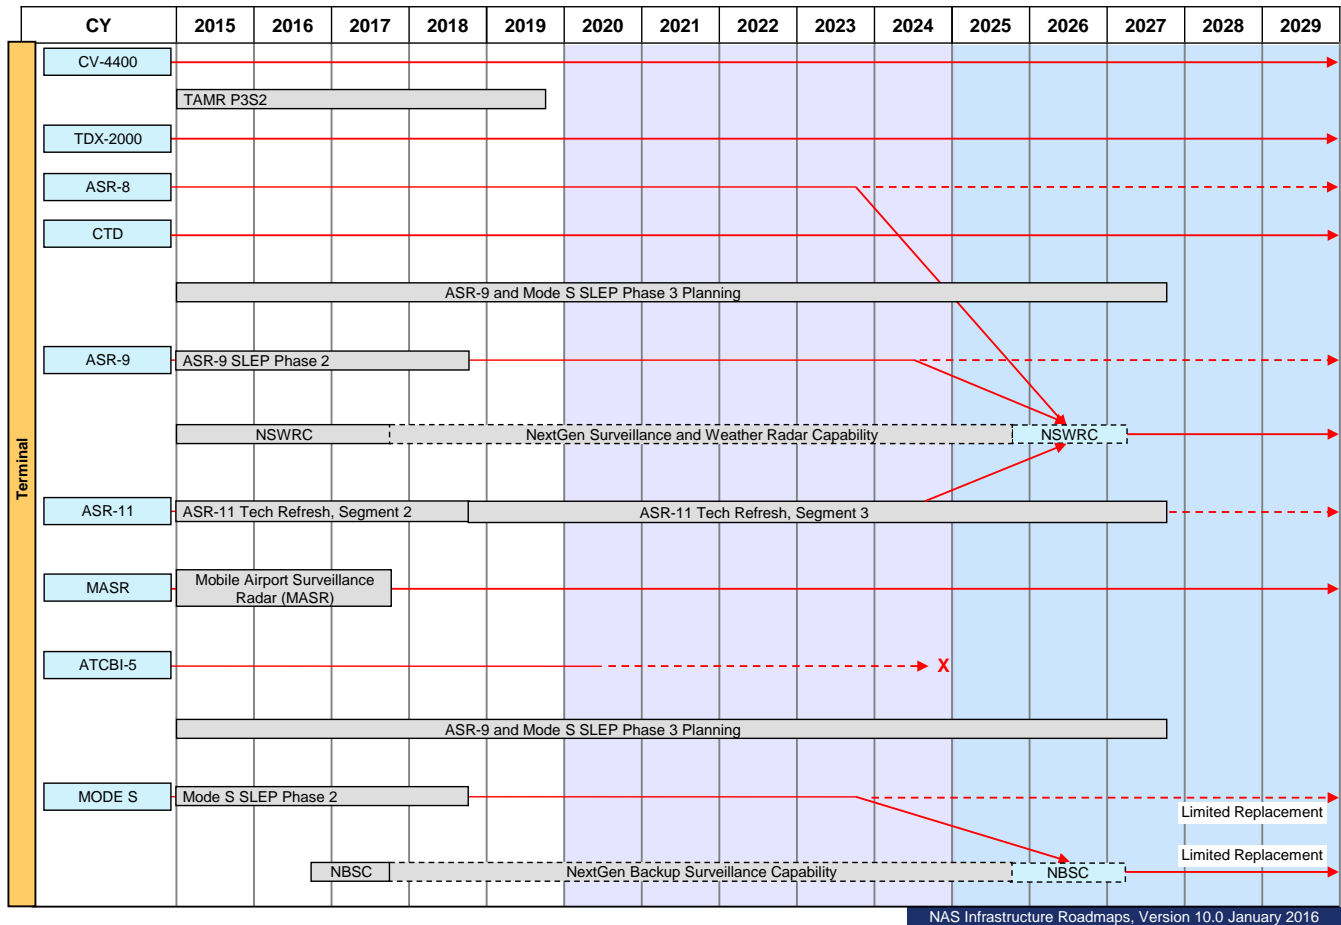 CY 2015 2016 2017 2018 2019 2020 2021 2022 2023 2024 2025 2026 2027 2028 2029
Terminal
CV-4400
TAMR P3S2
TDX-2000
ASR-8
CTD
ASR-9 and Mode S SLEP Phase 3 Planning
ASR-9 ASR-9 SLEP Phase 2
NSWRC NextGen Surveillance and Weather Radar Capability NSWRC
ASR-11 ASR-11 Tech Refresh, Segment 2 ASR-11 Tech Refresh, Segment 3
MASR Mobile Airport Surveillance
Radar (MASR)
ATCBI-5 X
ASR-9 and Mode S SLEP Phase 3 Planning
MODE S Mode S SLEP Phase 2
Limited Replacement
Limited Replacement
NBSC NextGen Backup Surveillance Capability NBSC
NAS Infrastructure Roadmaps, Version 10.0 January 2016